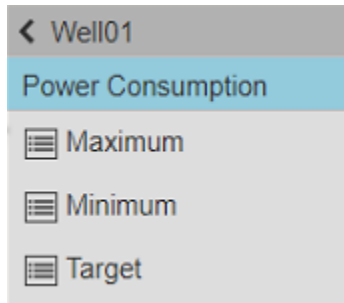 Well01
Power Consumption
Maximum
Minimum
Target